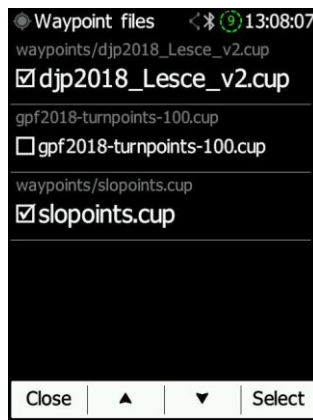 Waypoint files 9 13:08:07
waypoints/djp2018_Lesce_v2.cup
djp2018_Lesce_v2.cup
gpf2018-turnpoints-100.cup
gpf2018-turnpoints-100.cup
waypoints/slopoints.cup
slopoints.cup
Close Select